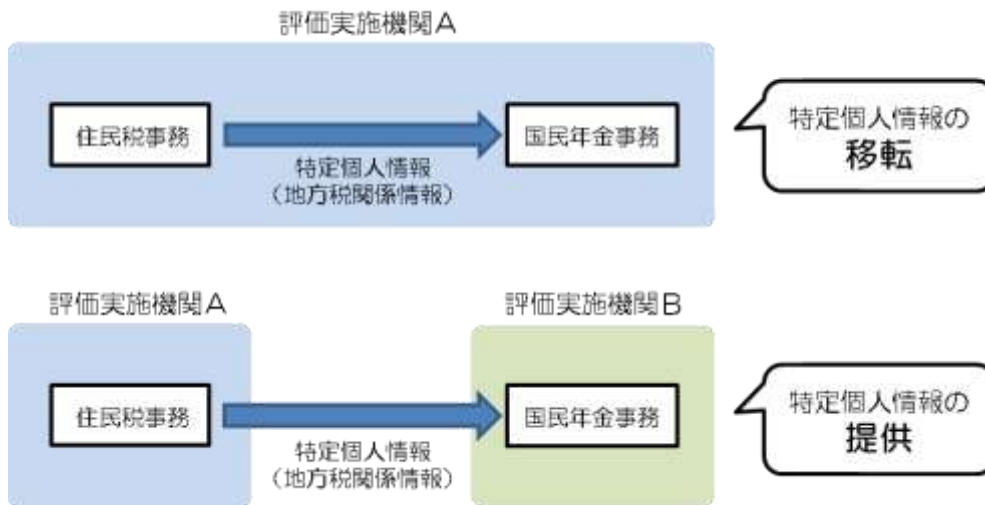 評価実施機関A
住民税事務
国民年金事務
特定個人情報
(地方税関係情報)
特定個人情報の
移転
評価実施機関A
評価実施機関B
住民税事務
国民年金事務
特定個人情報
(地方税関係情報)
特定個人情報の
提供